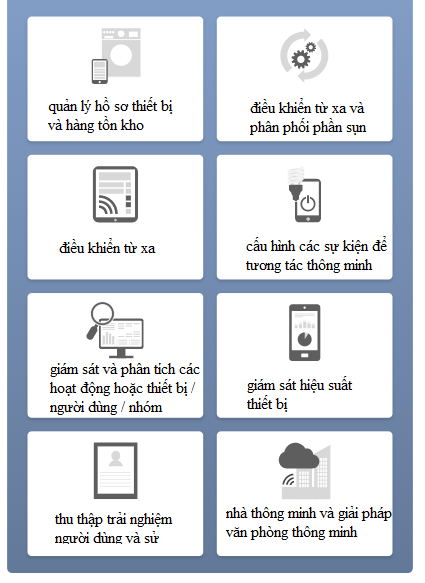 quản lý hồ sơ thiết bị
và hàng tồn kho
điều khiển từ xa và
phân phối phần sụn
điều khiển từ xa
cấu hình các sự kiện để
tương tác thông minh
giám sát và phân tich các
hoạt động hoặc thiết bị /
người dùng / nhóm
giám sát hiệu suất
thiết bị
thu thập trải nghiệm
người dùng và sử
nhà thông minh và giải pháp
văn phòng thông minh